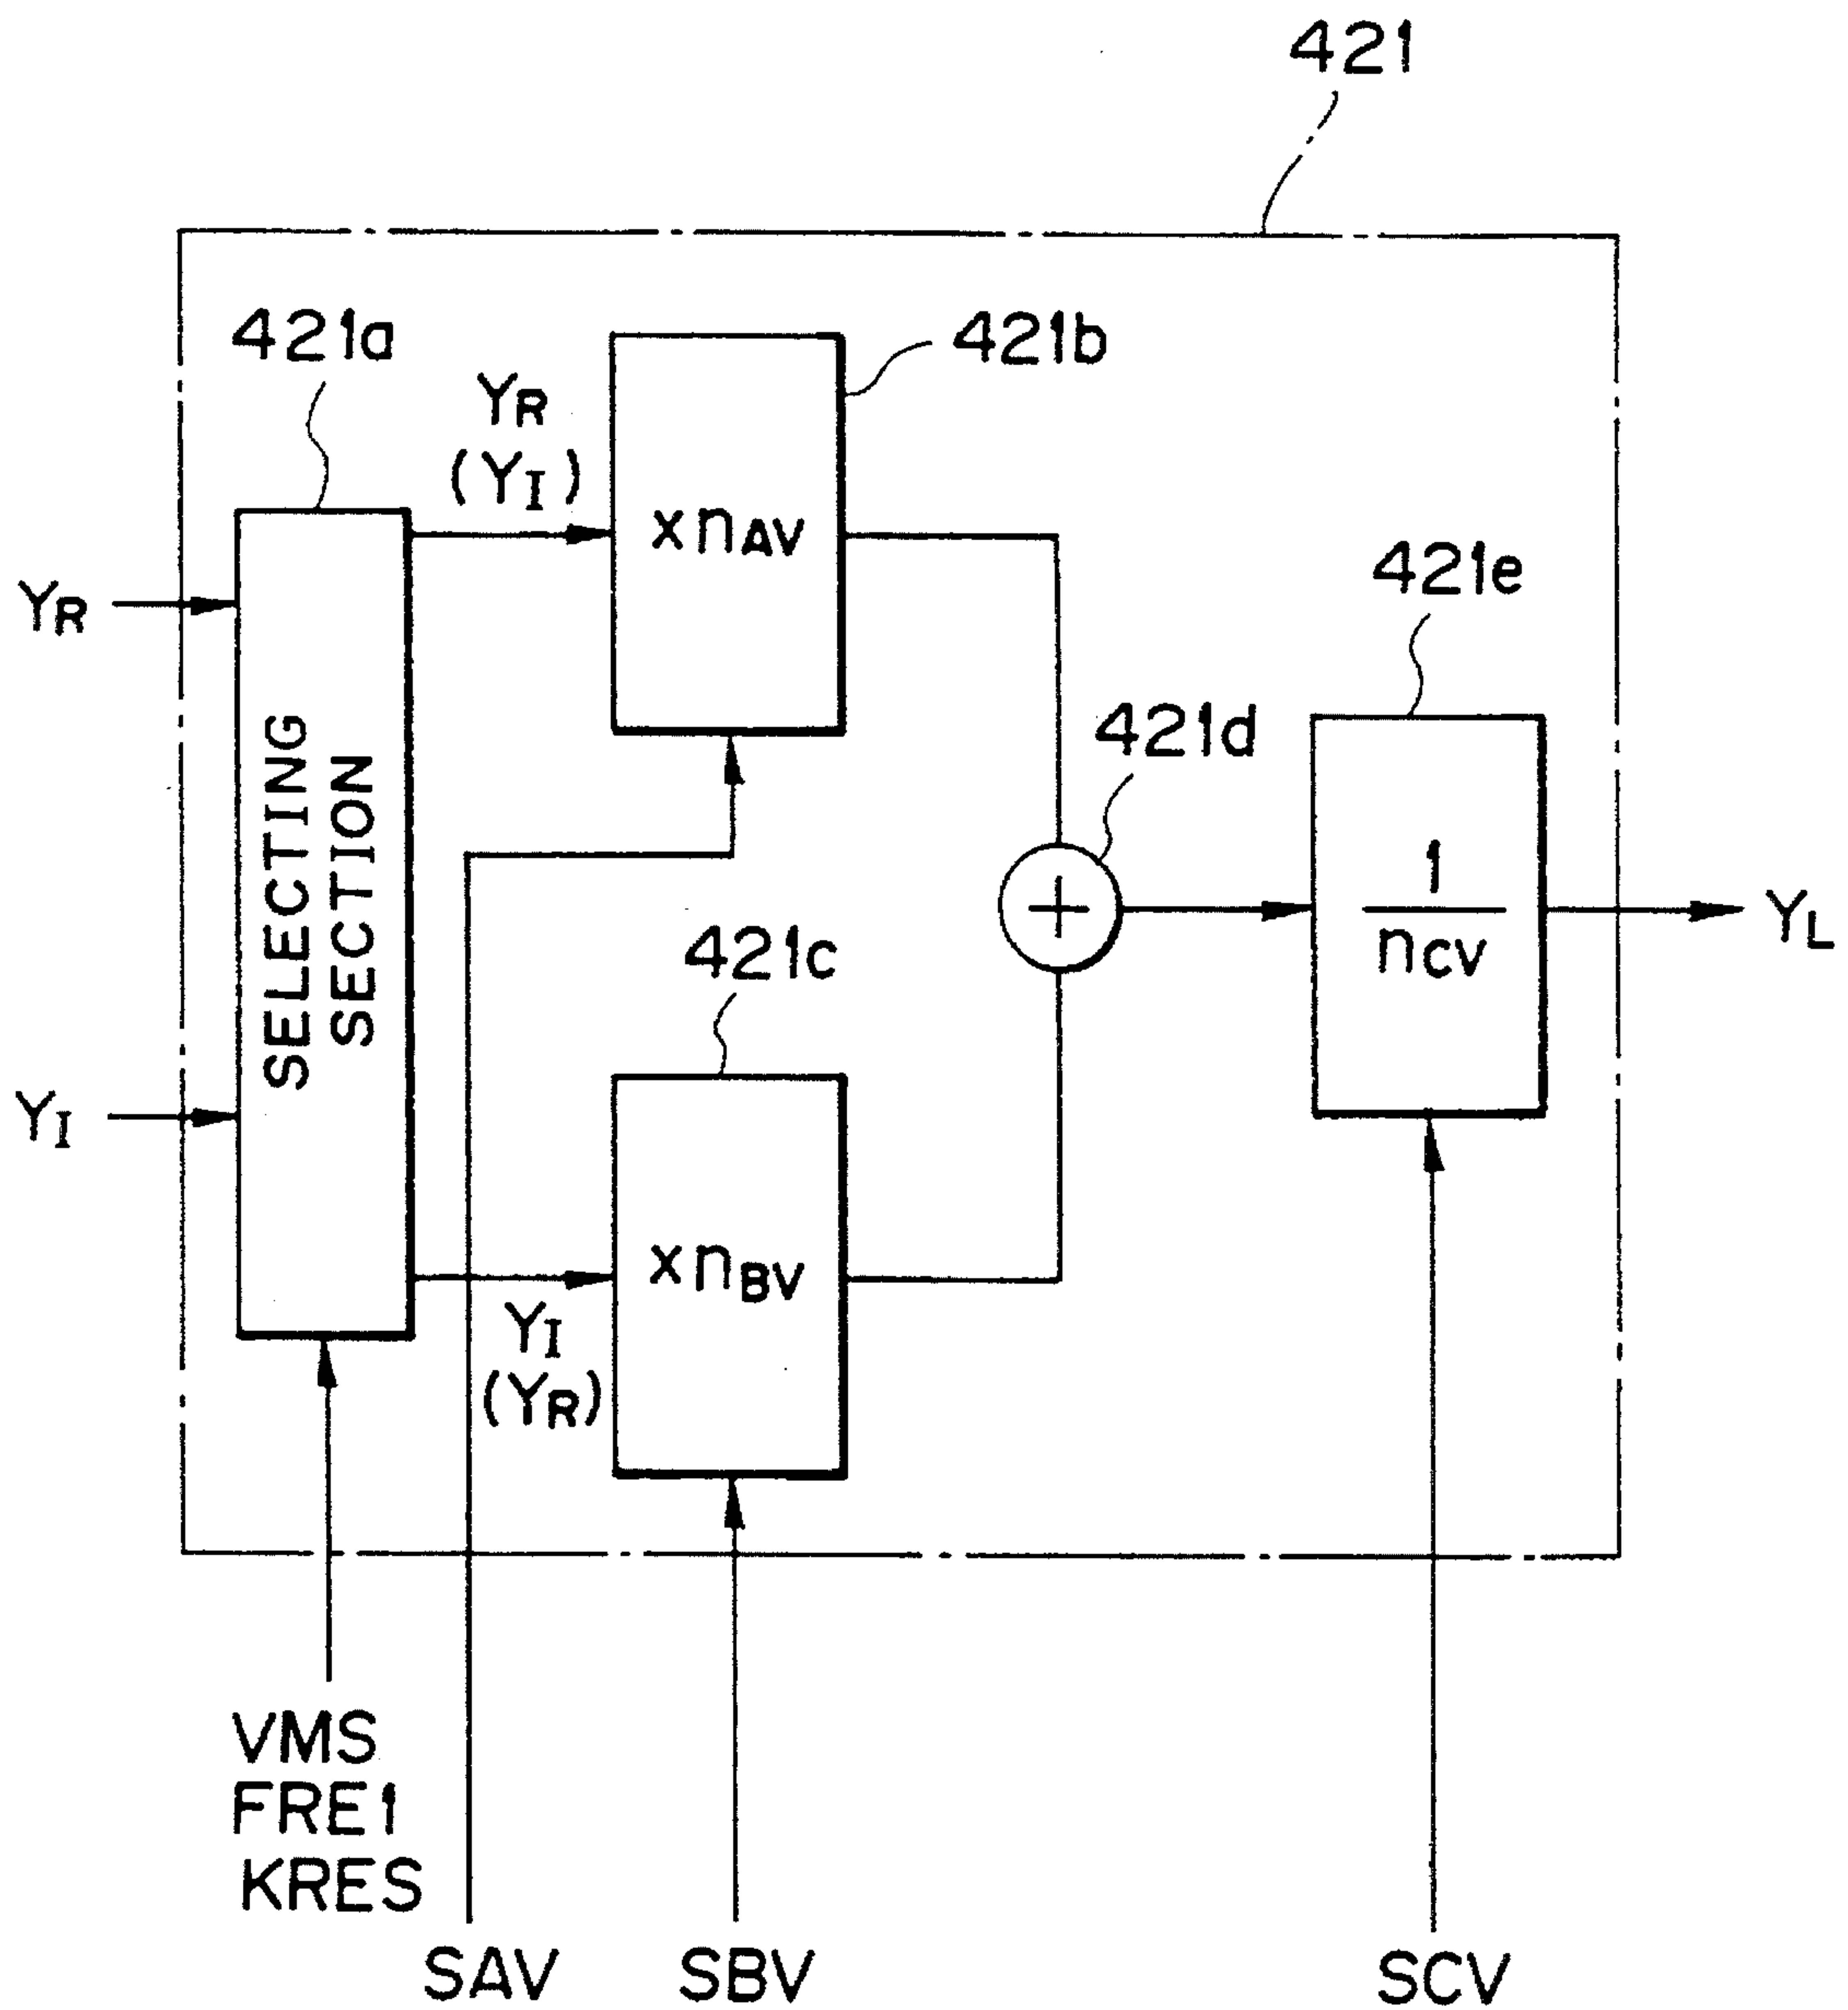 421
421a
421b
YR
(YI)
xnAV
YR
421e
SELECTING
SECTION
421d
+
1
nCV
YL
421c
YI
xnBV
YI
(YR)
VMS
FRE1
KRES
SAV
SBV
SCV